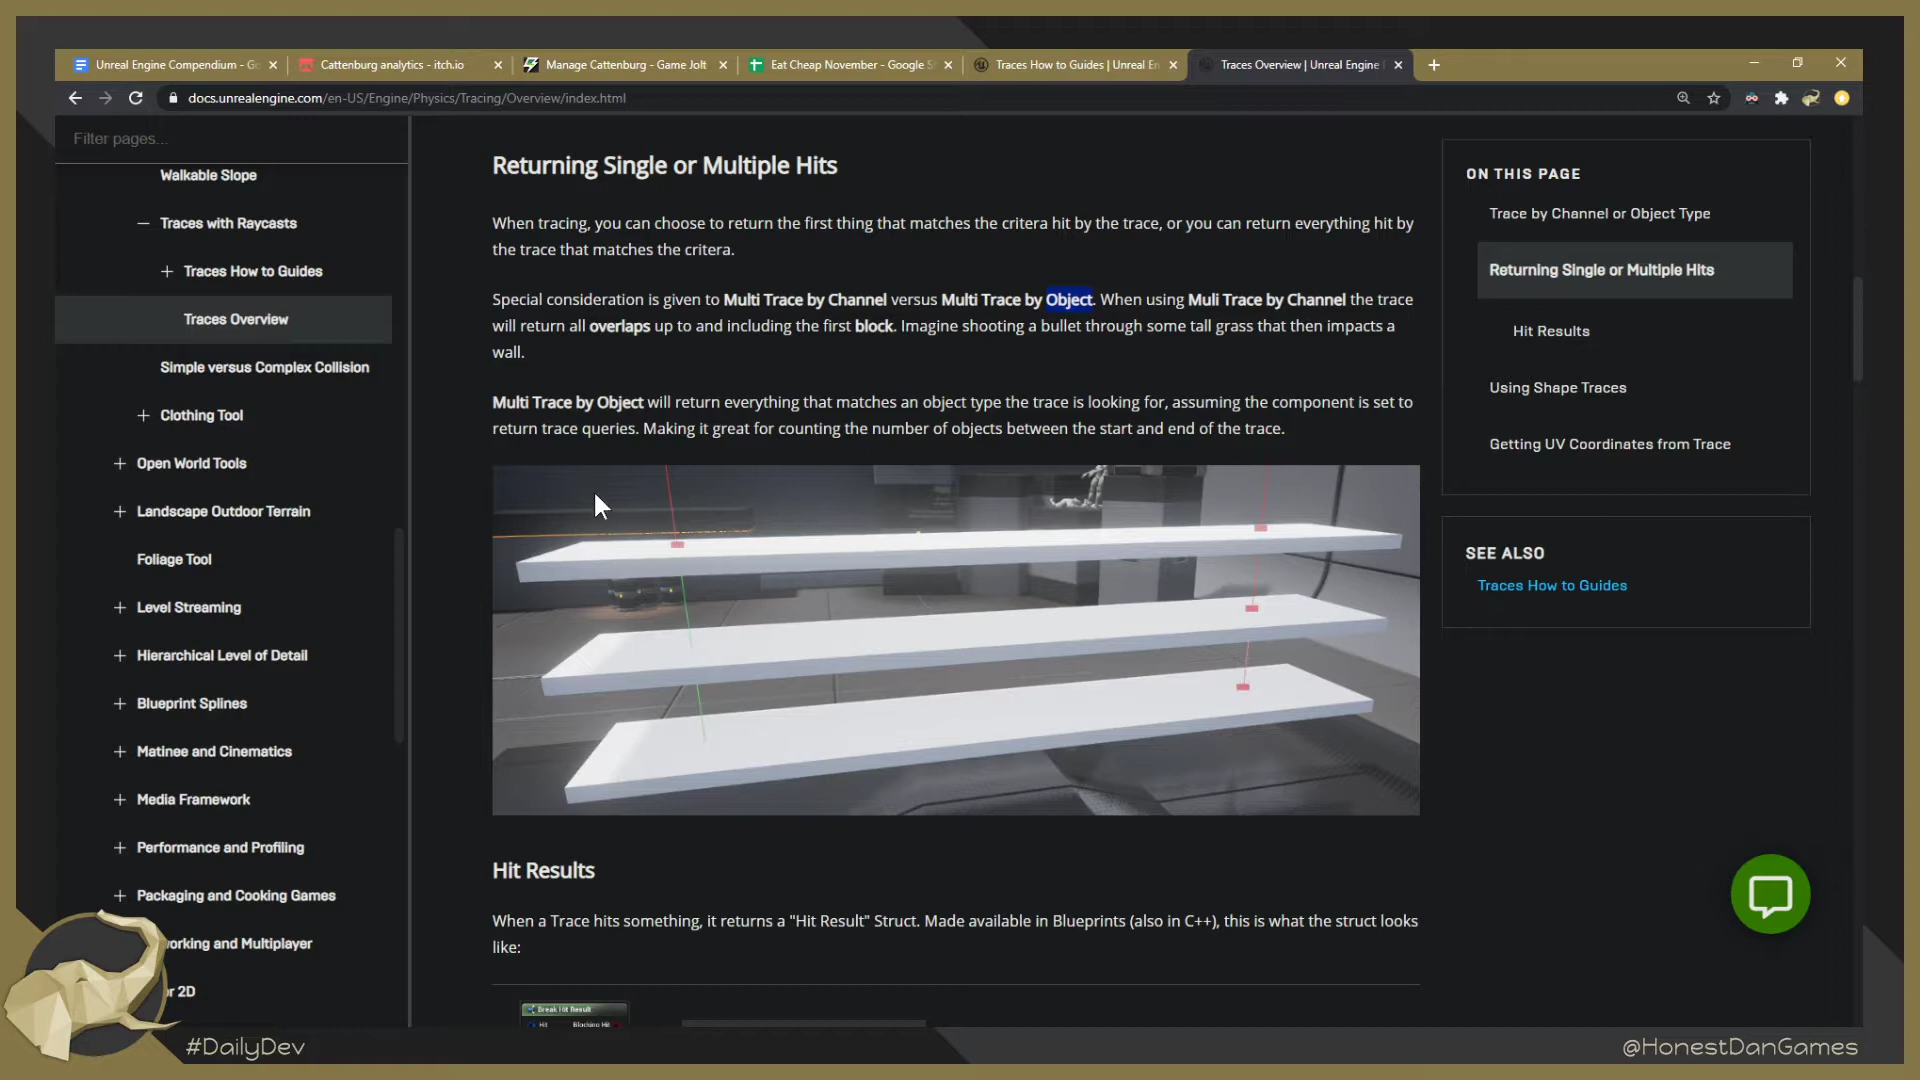 Unreal Engine Compendium - Go
Cattenburg analytics - itch.io
Manage Cattenburg - Game Jolt
Eat Cheap November - Google S
Traces How to Guides | Unreal En
Traces Overview | Unreal Engine
docs.unrealengine.com/en-US/Engine/Physics/Tracing/Overview/index.html
Filter pages...
Walkable Slope
Traces with Raycasts
Traces How to Guides
Traces Overview
Simple versus Complex Collision
Clothing Tool
Open World Tools
Landscape Outdoor Terrain
Foliage Tool
Level Streaming
Hierarchical Level of Detail
Blueprint Splines
Matinee and Cinematics
Media Framework
Performance and Profiling
Packaging and Cooking Games
orking and Multiplayer
r 2D
Returning Single or Multiple Hits
When tracing, you can choose to return the first thing that matches the critera hit by the trace, or you can return everything hit by
the trace that matches the critera.
Special consideration is given to Multi Trace by Channel versus Multi Trace by Object. When using Muli Trace by Channel the trace
will return all overlaps up to and including the first block. Imagine shooting a bullet through some tall grass that then impacts a
wall.
Multi Trace by Object will return everything that matches an object type the trace is looking for, assuming the component is set to
return trace queries. Making it great for counting the number of objects between the start and end of the trace.
Hit Results
When a Trace hits something, it returns a "Hit Result" Struct. Made available in Blueprints (also in C++), this is what the struct looks
like:
Break Hit Result
Hit Blocking Hit
ON THIS PAGE
Trace by Channel or Object Type
Returning Single or Multiple Hits
Hit Results
Using Shape Traces
Getting UV Coordinates from Trace
SEE ALSO
Traces How to Guides
#DailyDev
@HonestDanGames